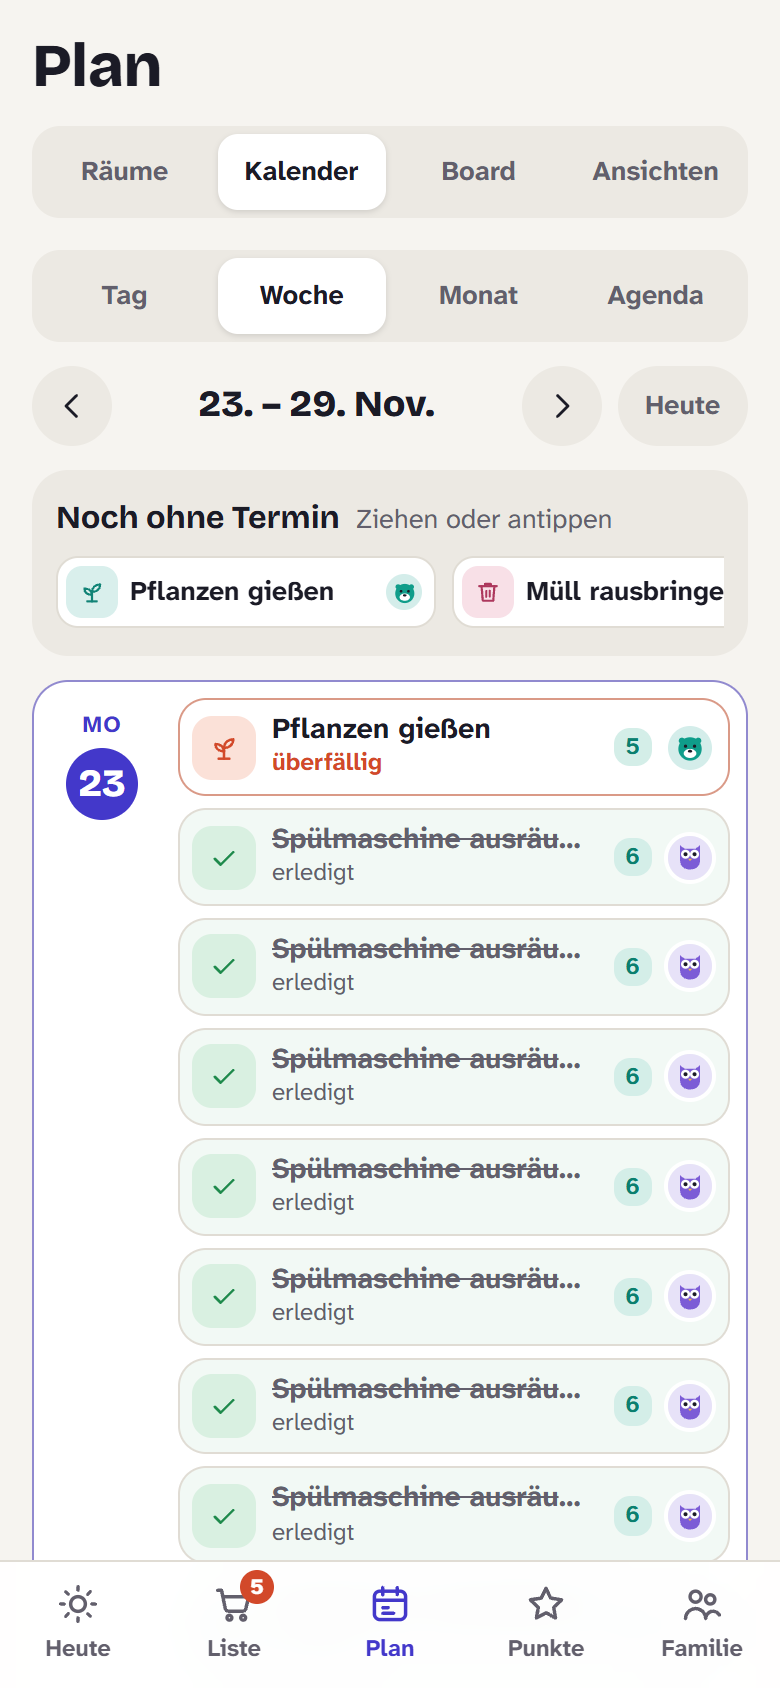 Plan
Räume Kalender Board Ansichten
Tag Woche Monat Agenda
23. – 29. Nov. Heute
Noch ohne Termin Ziehen oder antippen
Pflanzen gießen Müll rausbringe
MO
23
Pflanzen gießen
überfällig
5
Spülmaschine ausräu...
erledigt
6
Spülmaschine ausräu...
erledigt
6
Spülmaschine ausräu...
erledigt
6
Spülmaschine ausräu...
erledigt
6
Spülmaschine ausräu...
erledigt
6
Spülmaschine ausräu...
erledigt
6
Spülmaschine ausräu...
erledigt
6
5
Heute Liste Plan Punkte Familie